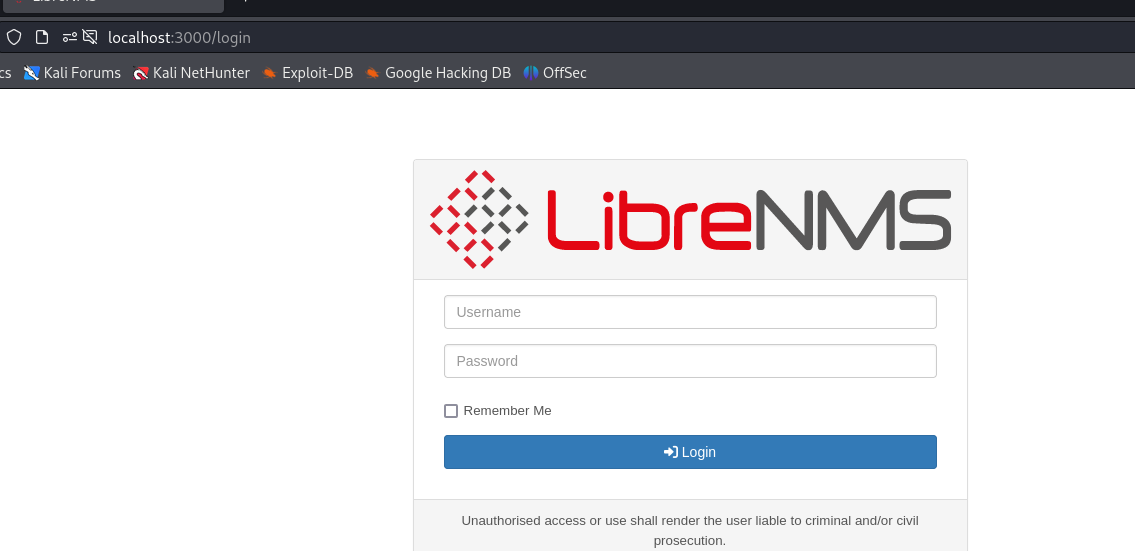 localhost:3000/login
cs Kali Forums Kali NetHunter Exploit-DB Google Hacking DB OffSec
LibreNMS
Username
Password
Remember Me
Login
Unauthorised access or use shall render the user liable to criminal and/or civil
prosecution.